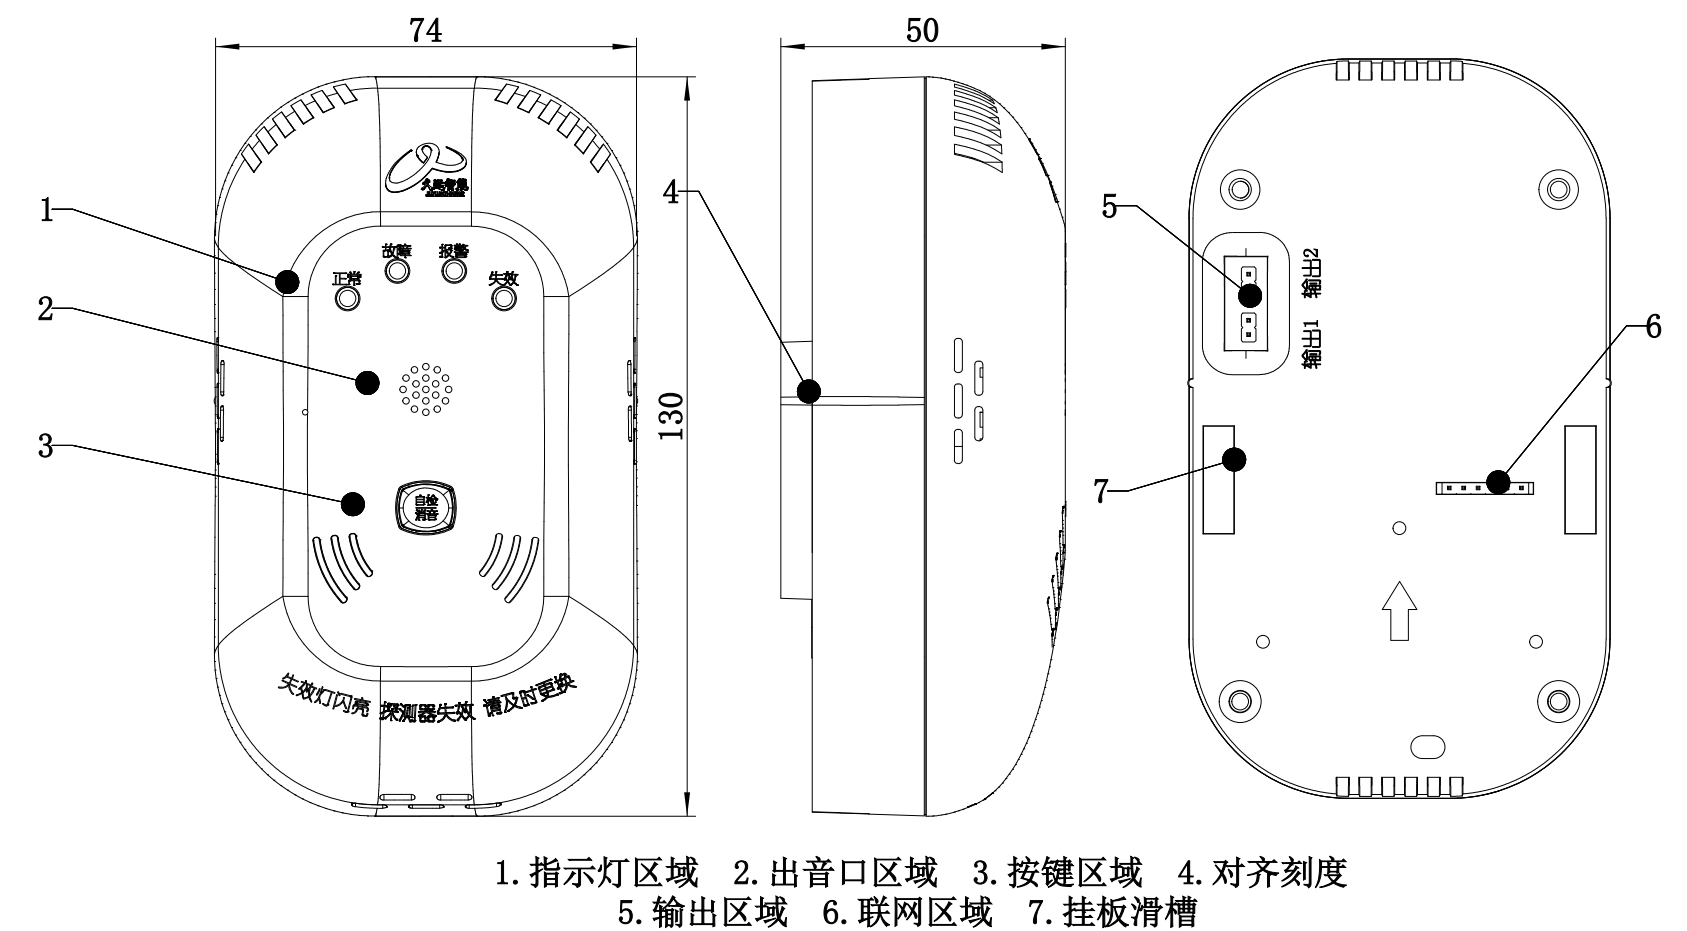 74
50
130
久远智能
正常
故障
报警
失效
自检
消音
失效灯闪亮 探测器失效 请及时更换
1
2
3
4
5
输出2
输出1
6
7
1.指示灯区域 2.出音口区域 3.按键区域 4.对齐刻度
5.输出区域 6.联网区域 7.挂板滑槽